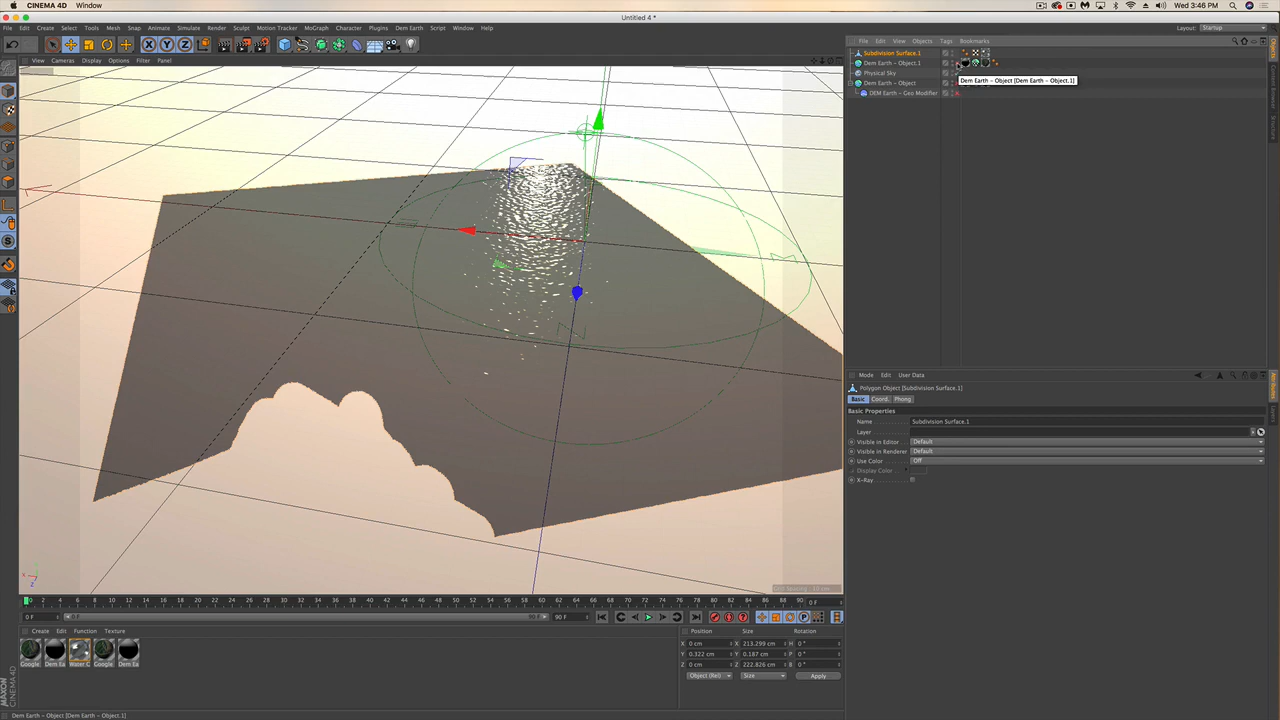 CINEMA 4D Window
Wed 3:46 PM
Untitled 4 *
File Edit Create Select Tools Mesh Snap Animate Simulate Render Motion Tracker MoGraph Character Plugins Dem Earth Script Window Help
Layout: Startup
View Cameras Display Options Filter Panel
File Edit View Objects Tags Bookmarks
Subdivision Surface.1
Dem Earth - Object.1
Physical Sky
Dem Earth - Object
DEM Earth - Geo Modifier
Dem Earth - Object [Dem Earth - Object.1]
X Y Z
Mode Edit User Data
Polygon Object [Subdivision Surface.1]
Basic Coord. Phong
Basic Properties
Name Subdivision Surface.1
Layer
Visible in Editor Default
Visible in Renderer Default
Use Color Off
Display Color
X-Ray
0 2 4 6 8 10 12 14 16 18 20 22 24 26 28 30 32 34 36 38 40 42 44 46 48 50 52 54 56 58 60 62 64 66 68 70 72 74 76 78 80 82 84 86 88 90 0 F
0 F 0 F 90 F 90 F
Create Edit Function Texture
Google Dem Ea Water C Google Dem Ea
Position Size Rotation
X 0 cm X 213.299 cm H 0 °
Y 0.322 cm Y 0.187 cm P 0 °
Z 0 cm Z 222.826 cm B 0 °
Object (Rel) Size Apply
MAXON CINEMA 4D
Dem Earth - Object [Dem Earth - Object.1]